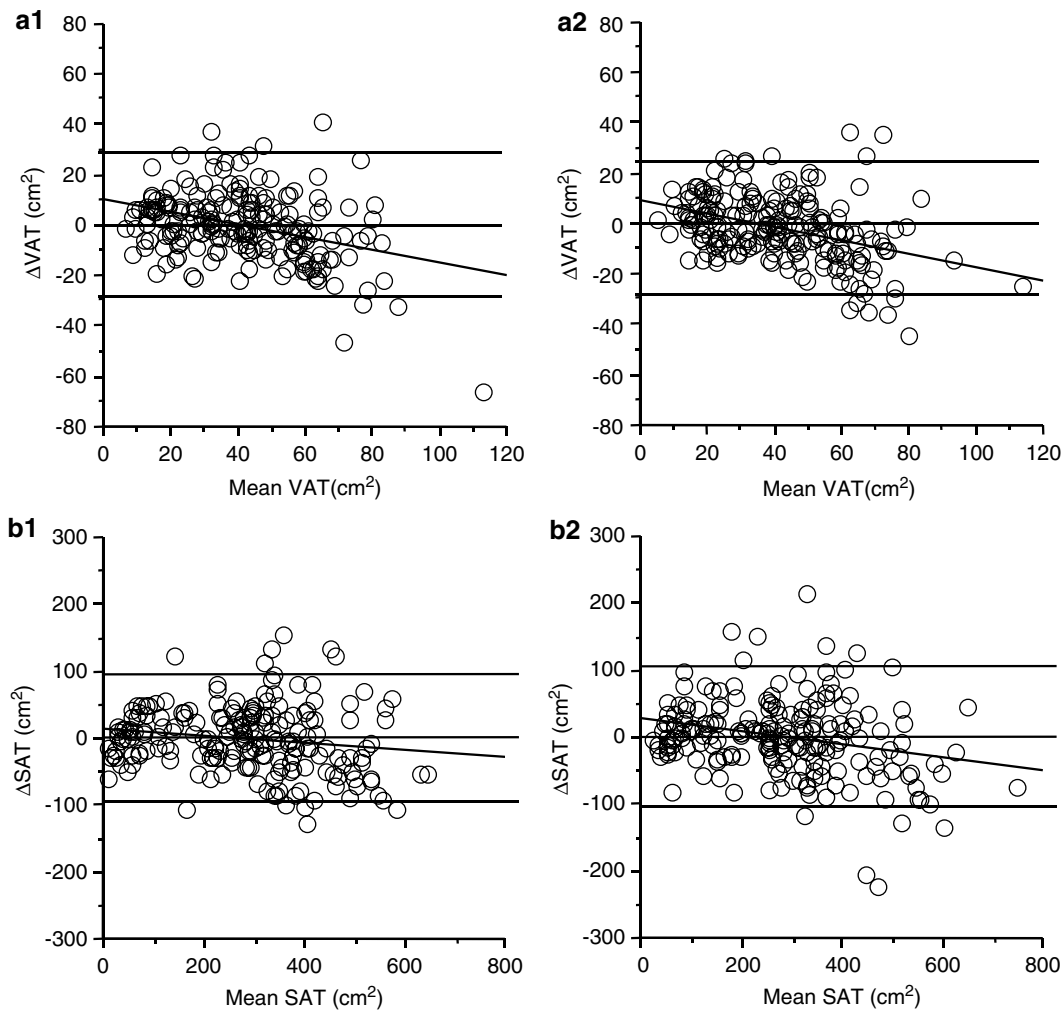 a1
80
60
40
20
0
-20
-40
-60
-80
ΔVAT (cm²)
0 20 40 60 80 100 120
Mean VAT(cm²)
a2
80
60
40
20
0
-20
-40
-60
-80
ΔVAT (cm²)
0 20 40 60 80 100 120
Mean VAT(cm²)
b1
300
200
100
0
-100
-200
-300
ΔSAT (cm²)
0 200 400 600 800
Mean SAT (cm²)
b2
300
200
100
0
-100
-200
-300
ΔSAT (cm²)
0 200 400 600 800
Mean SAT (cm²)